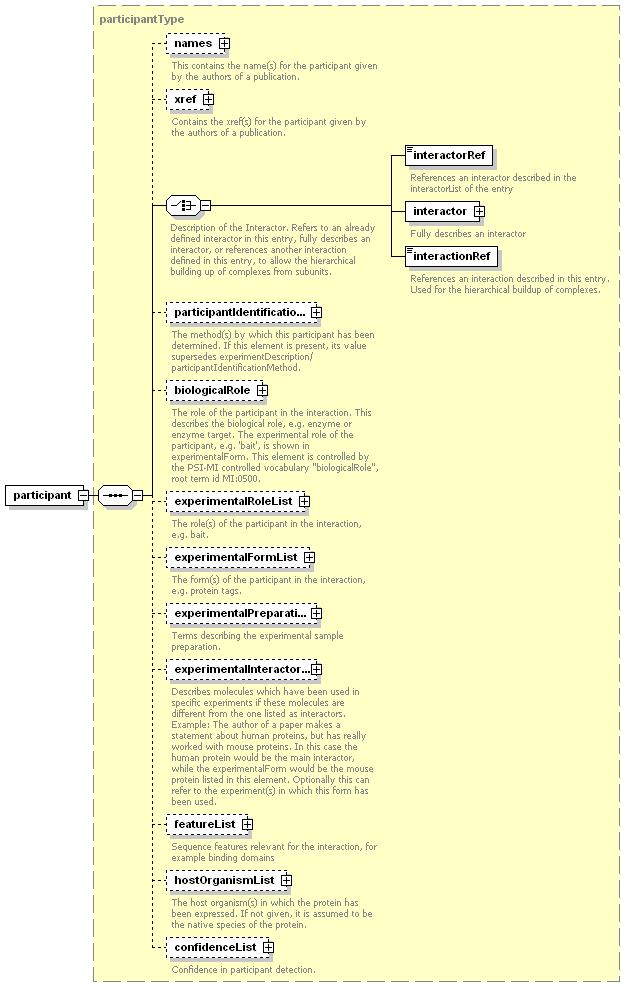 participantType
names
This contains the name(s) for the participant given
by the authors of a publication.
xref
Contains the xref(s) for the participant given by
the authors of a publication.
interactorRef
References an interactor described in the
interactorList of the entry
interactor
Fully describes an interactor
interactionRef
References an interaction described in this entry.
Used for the hierarchical buildup of complexes.
Description of the Interactor. Refers to an already
defined interactor in this entry, fully describes an
interactor, or references another interaction
defined in this entry, to allow the hierarchical
building up of complexes from subunits.
participantIdentificatio...
The method(s) by which this participant has been
determined. If this element is present, its value
supersedes experimentDescription/
participantIdentificationMethod.
biologicalRole
The role of the participant in the interaction. This
describes the biological role, e.g. enzyme or
enzyme target. The experimental role of the
participant, e.g. 'bait', is shown in
experimentalForm. This element is controlled by
the PSI-MI controlled vocabulary "biologicalRole",
root term id MI:0500.
participant
experimentalRoleList
The role(s) of the participant in the interaction,
e.g. bait.
experimentalFormList
The form(s) of the participant in the interaction,
e.g. protein tags.
experimentalPreparati...
Terms describing the experimental sample
preparation.
experimentalInteractor...
Describes molecules which have been used in
specific experiments if these molecules are
different from the one listed as interactors.
Example: The author of a paper makes a
statement about human proteins, but has really
worked with mouse proteins. In this case the
human protein would be the main interactor,
while the experimentalForm would be the mouse
protein listed in this element. Optionally this can
refer to the experiment(s) in which this form has
been used.
featureList
Sequence features relevant for the interaction, for
example binding domains
hostOrganismList
The host organism(s) in which the protein has
been expressed. If not given, it is assumed to be
the native species of the protein.
confidenceList
Confidence in participant detection.